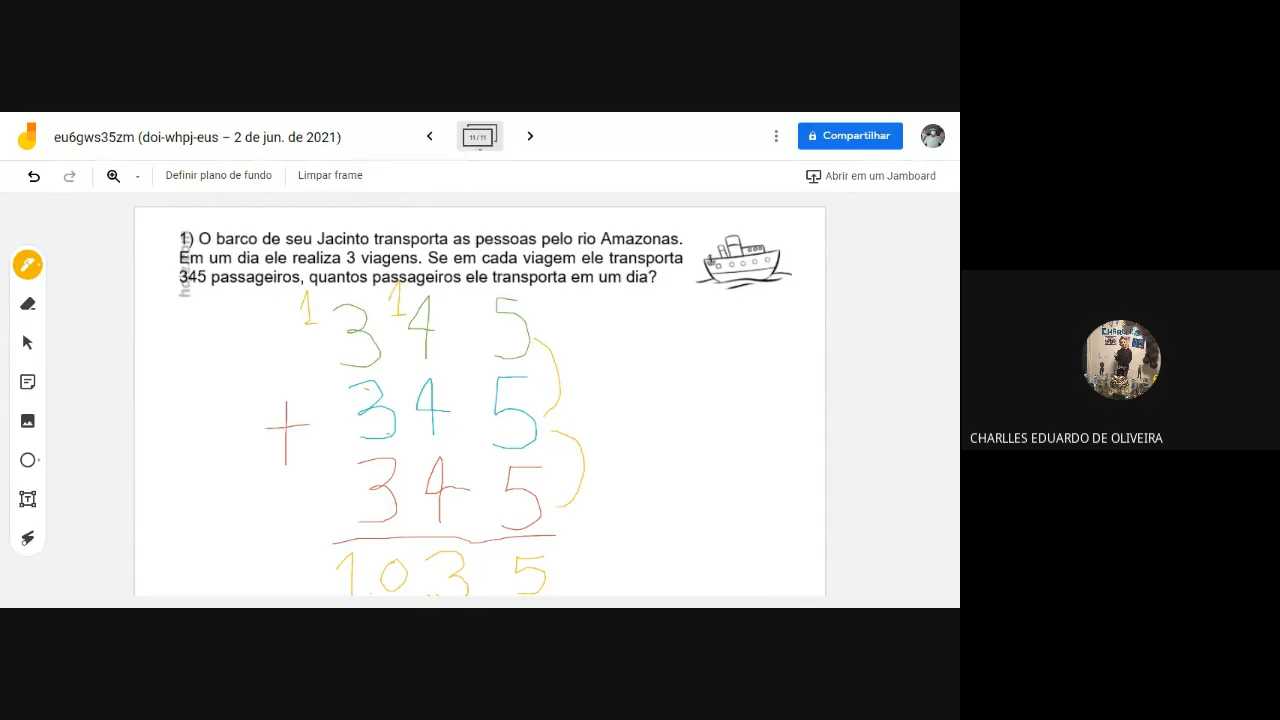 eu6gws35zm (doi-whpj-eus – 2 de jun. de 2021)
11 / 11
Compartilhar
Definir plano de fundo
Limpar frame
Abrir em um Jamboard
1) O barco de seu Jacinto transporta as pessoas pelo rio Amazonas.
Em um dia ele realiza 3 viagens. Se em cada viagem ele transporta
345 passageiros, quantos passageiros ele transporta em um dia?
1 1
3 4 5
3 4 5
+
3 4 5
1 0 3 5
CHARLLES EDUARDO DE OLIVEIRA